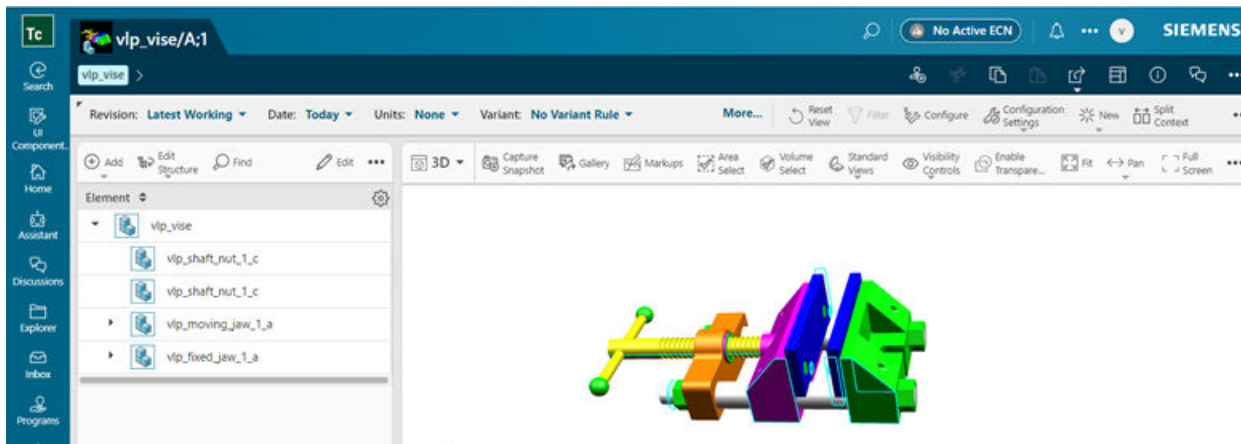 Tc
vlp_vise/A;1
No Active ECN
V
SIEMENS
Search
vlp_vise
UI
Component.
Revision: Latest Working
Date: Today
Units: None
Variant: No Variant Rule
More...
Reset
View
Filter
Configure
Configuration
Settings
New
Split
Context
Home
Add
Edit
Structure
Find
Edit
3D
Capture
Snapshot
Gallery
Markups
Area
Select
Volume
Select
Standard
Views
Visibility
Controls
Enable
Transpare...
Fit
Pan
Full
Screen
Element
Assistant
vlp_vise
Discussions
vlp_shaft_nut_1_c
vlp_shaft_nut_1_c
Explorer
vlp_moving_jaw_1_a
Inbox
vlp_fixed_jaw_1_a
Programs